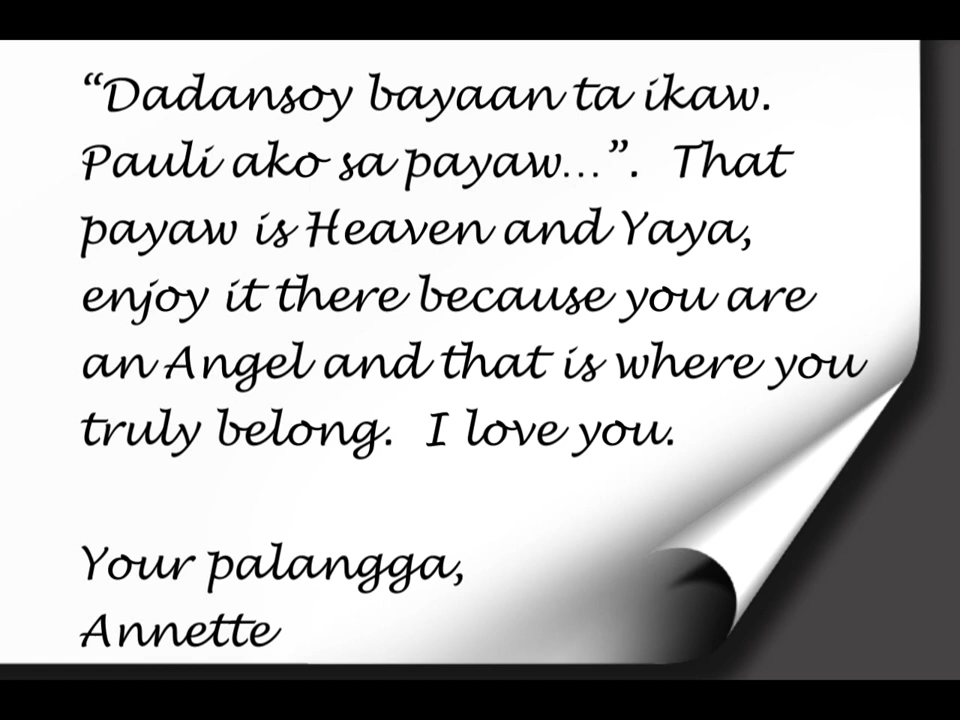 “Dadansoy bayaan ta ikaw.
Pauli ako sa payaw…”. That
payaw is Heaven and Yaya,
enjoy it there because you are
an Angel and that is where you
truly belong. I love you.
Your palangga,
Annette